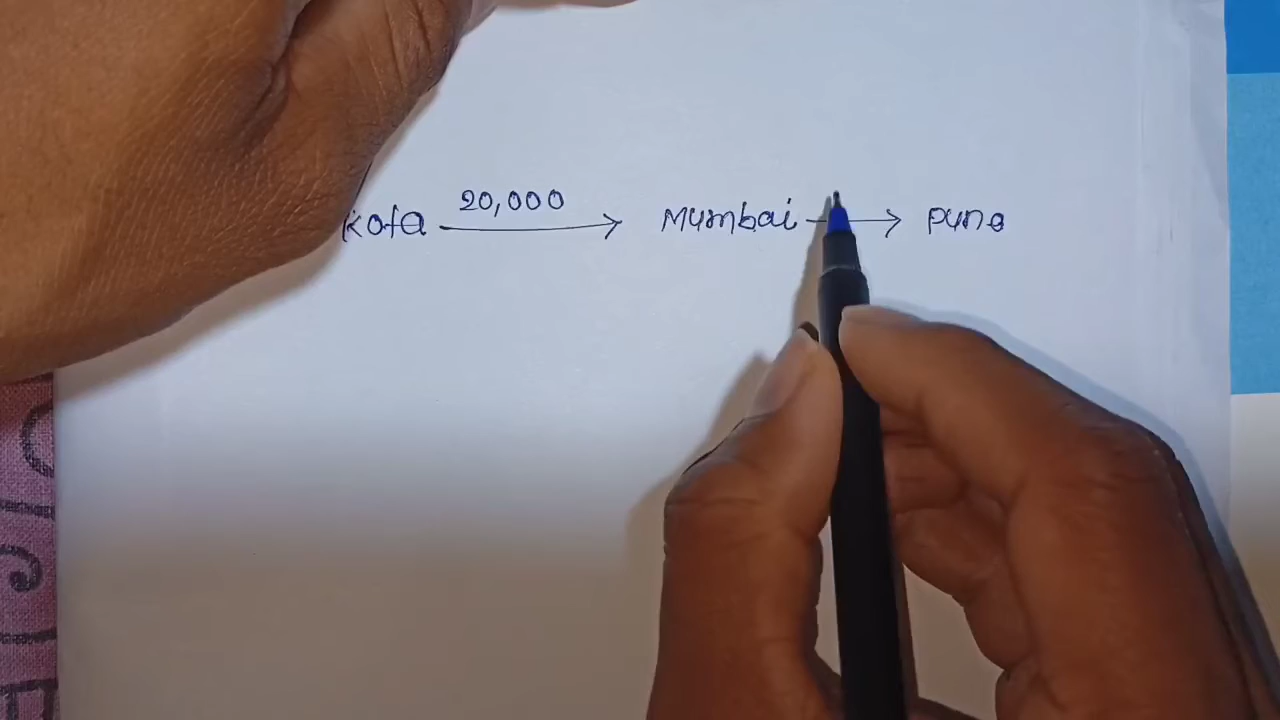 20,000
Kota → Mumbai → Pune